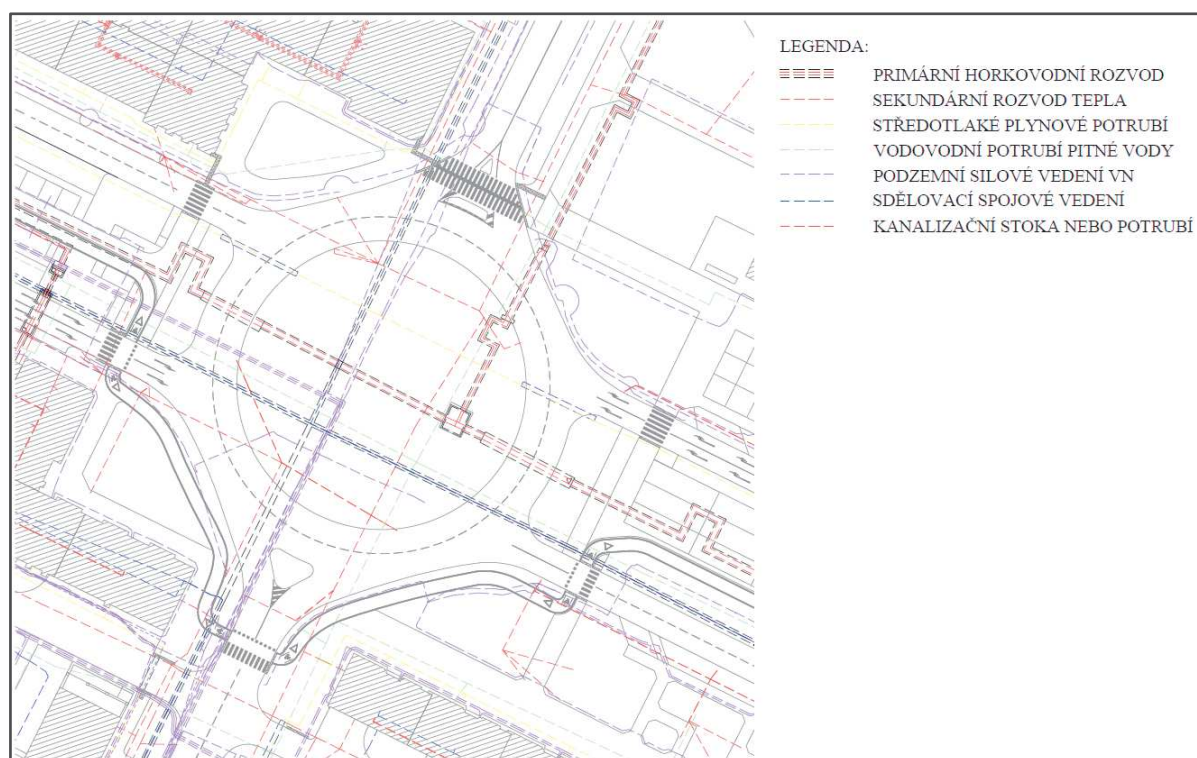 LEGENDA:
PRIMÁRNÍ HORKOVODNÍ ROZVOD
SEKUNDÁRNÍ ROZVOD TEPLA
STŘEDOTLAKÉ PLYNOVÉ POTRUBÍ
VODOVODNÍ POTRUBÍ PITNÉ VODY
PODZEMNÍ SILOVÉ VEDENÍ VN
SDĚLOVACÍ SPOJOVÉ VEDENÍ
KANALIZAČNÍ STOKA NEBO POTRUBÍ